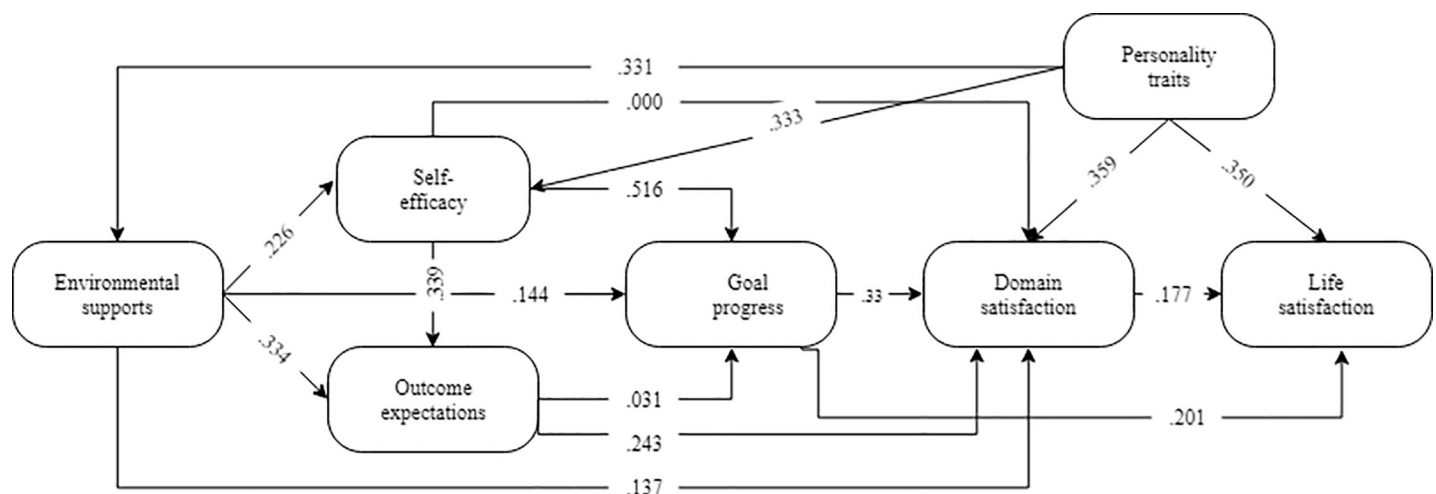 Personality
traits
.331
.000
.333
Self-
efficacy
.516
.359
.350
.226
Environmental
supports
.339
.144
Goal
progress
.33
Domain
satisfaction
.177
Life
satisfaction
.334
Outcome
expectations
.031
.243
.201
.137